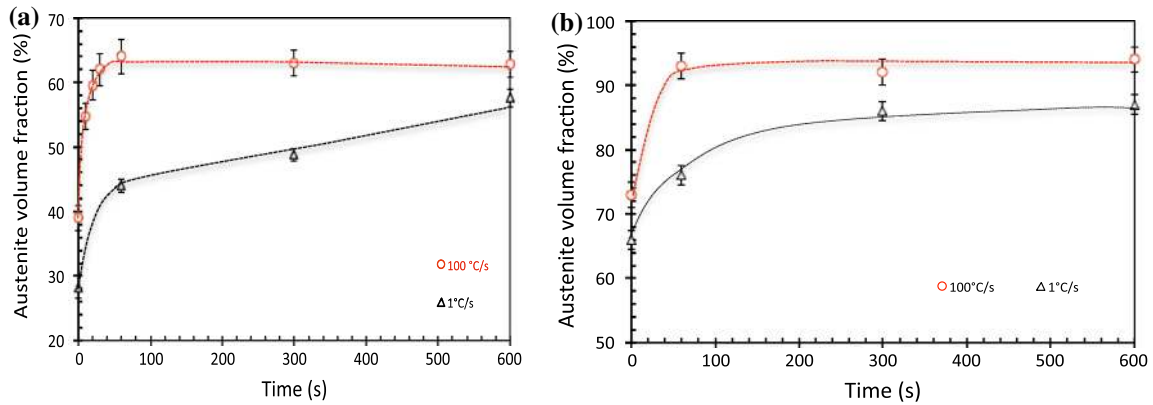 (a)
70
60
50
40
30
20
Austenite volume fraction (%)
0 100 200 300 400 500 600
Time (s)
100 °C/s
1°C/s
(b)
100
90
80
70
60
50
Austenite volume fraction (%)
0 100 200 300 400 500 600
Time (s)
100°C/s 1°C/s